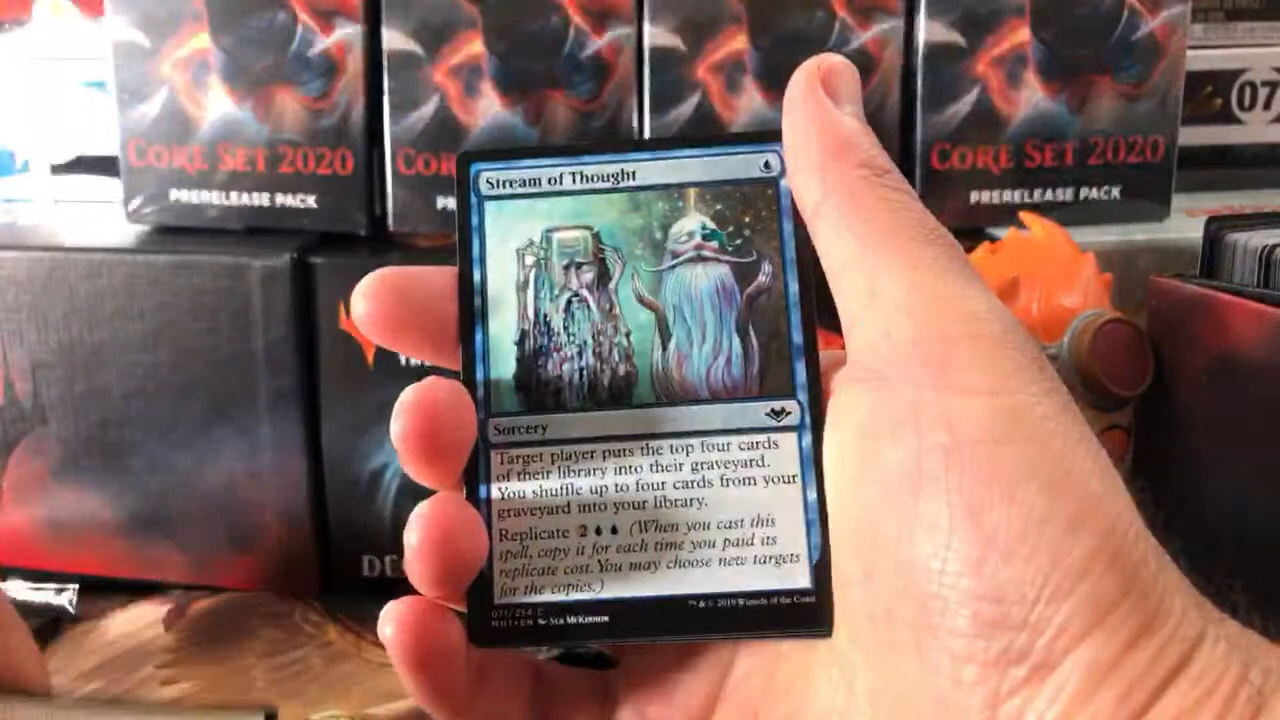 CORE SET 2020
PRERELEASE PACK
CORE SET 2020
PRERELEASE PACK
07
Stream of Thought
Sorcery
Target player puts the top four cards
of their library into their graveyard.
You shuffle up to four cards from your
graveyard into your library.
Replicate 2 (When you cast this
spell, copy it for each time you paid its
replicate cost. You may choose new targets
for the copies.)
071/254 C
MH1 • EN Seb McKinnon
™ & © 2019 Wizards of the Coast